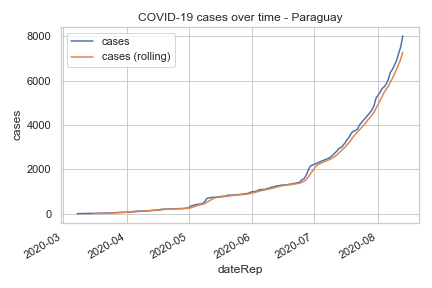 COVID-19 cases over time - Paraguay
cases
cases (rolling)
8000
6000
4000
2000
0
cases
2020-03
2020-04
2020-05
2020-06
2020-07
2020-08
dateRep